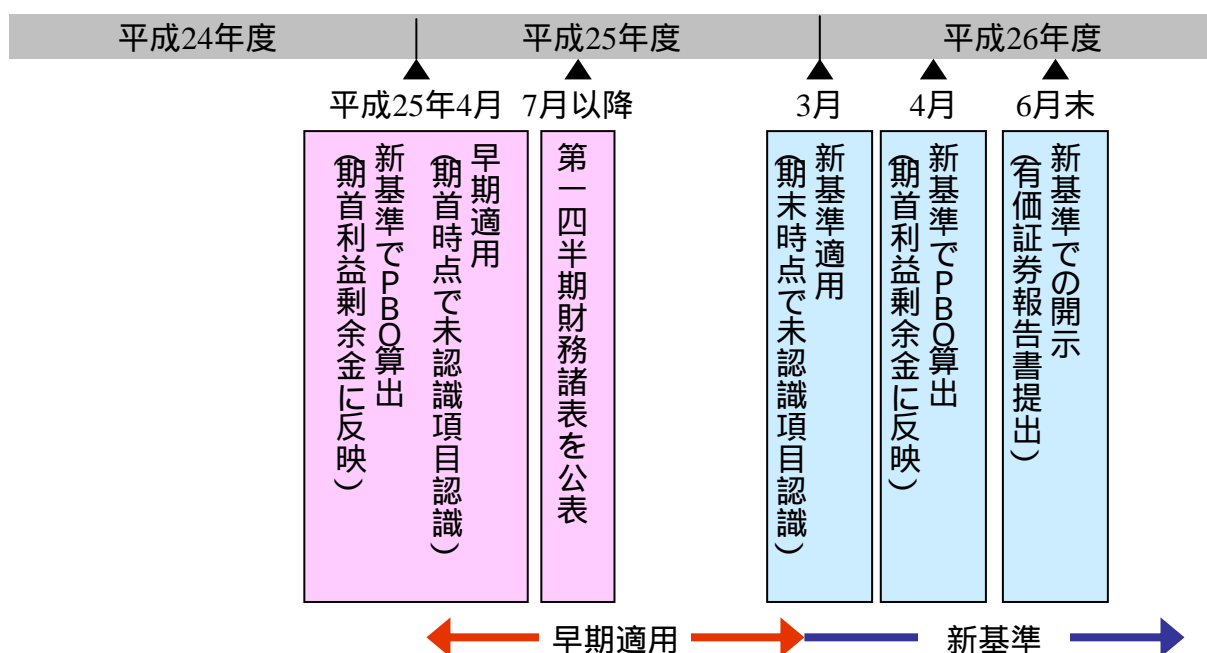 平成24年度
平成25年度
平成26年度
平成25年4月
7月以降
3月
4月
6月末
早期適用
(期首時点で未認識項目認識)
新基準でPBO算出
(期首利益剰余金に反映)
第一四半期財務諸表を公表
新基準適用
(期末時点で未認識項目認識)
新基準でPBO算出
(期首利益剰余金に反映)
新基準での開示
(有価証券報告書提出)
早期適用
新基準